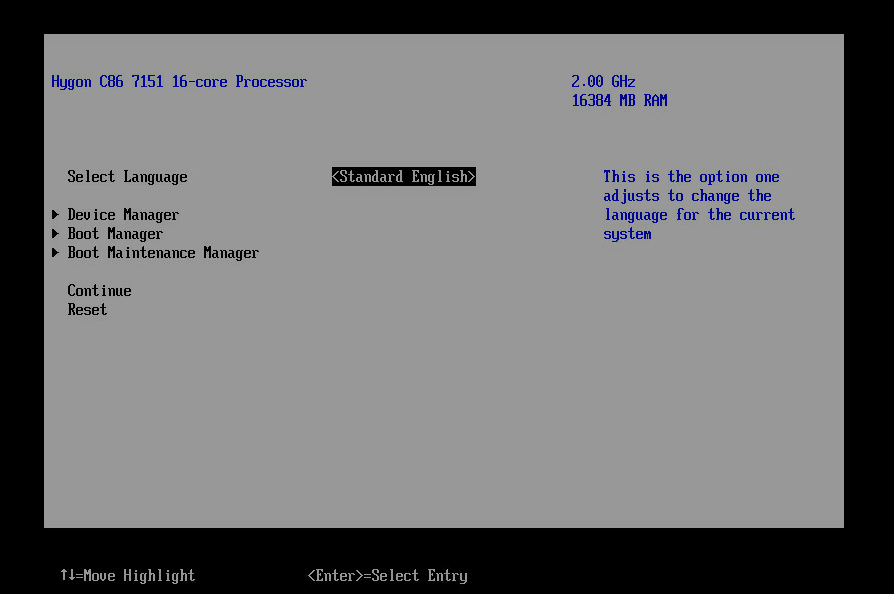 Hygon C86 7151 16-core Processor 2.00 GHz
16384 MB RAM
Select Language <Standard English> This is the option one
adjusts to change the
▶ Device Manager language for the current
▶ Boot Manager system
▶ Boot Maintenance Manager
Continue
Reset
↑↓=Move Highlight <Enter>=Select Entry